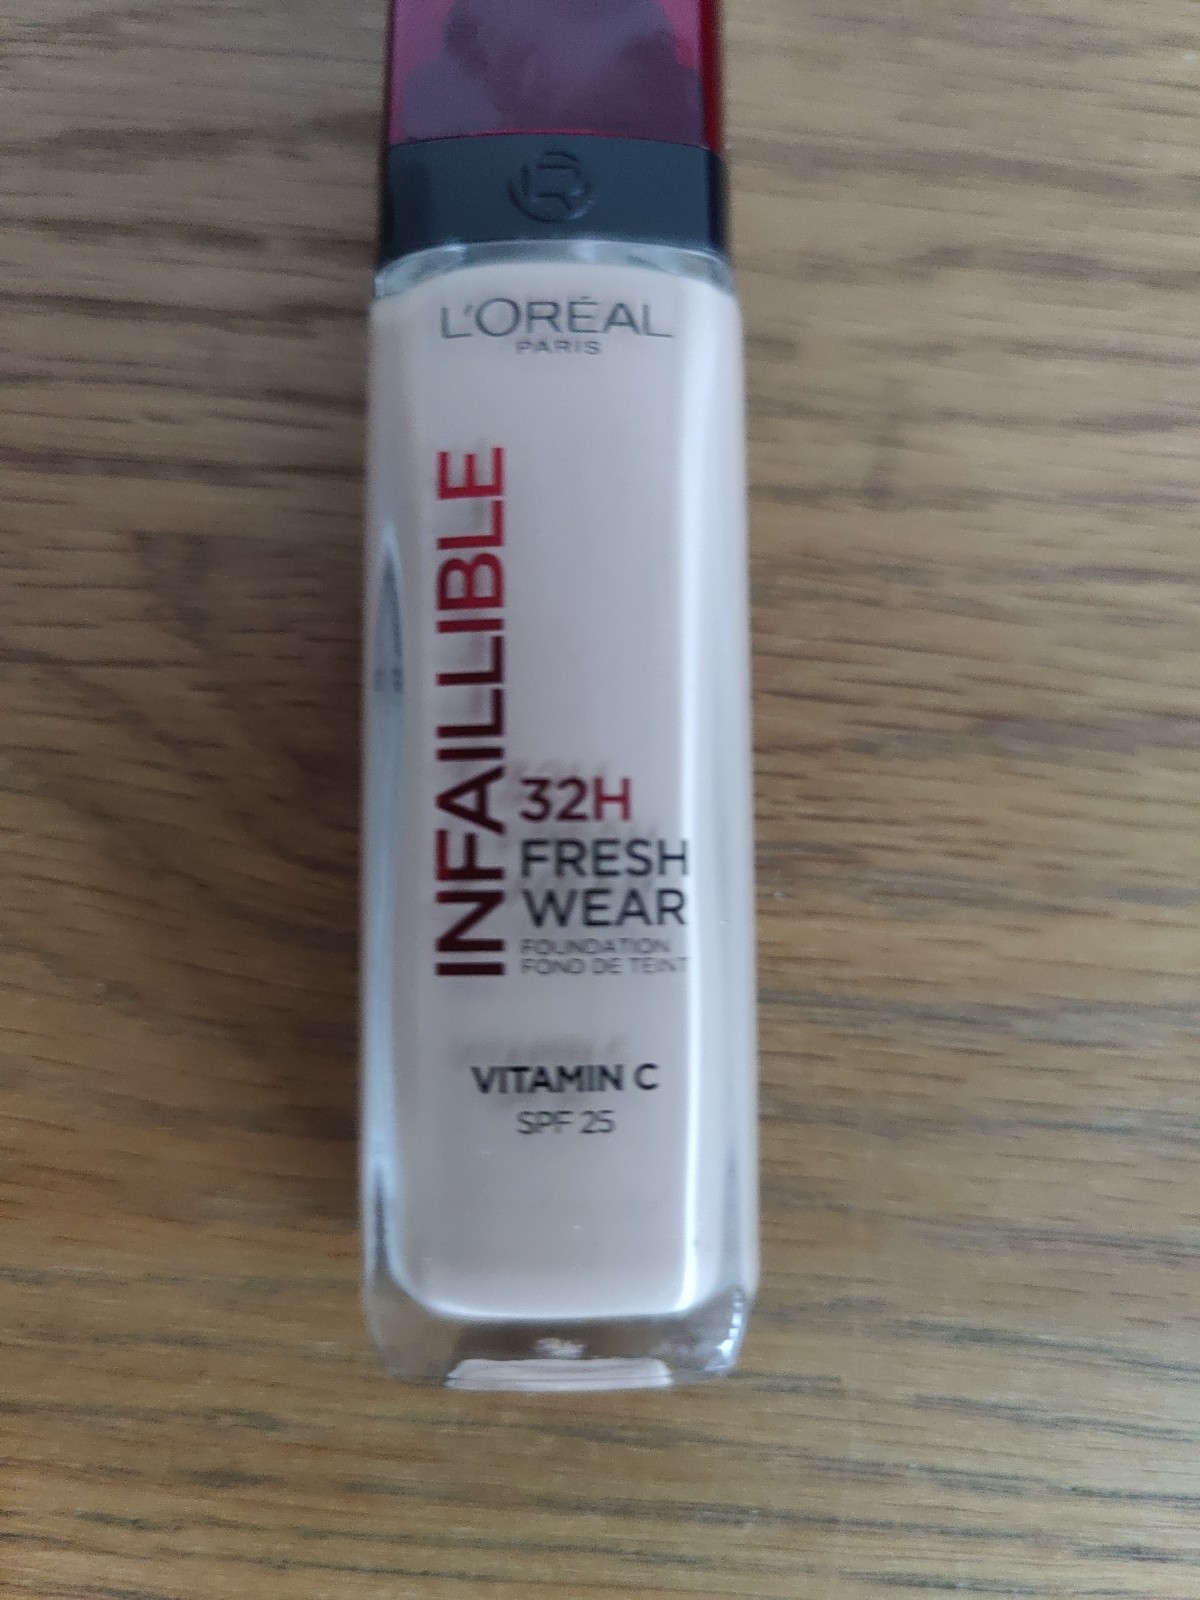 L'ORÉAL
PARIS
INFAILLIBLE
32H
FRESH
WEAR
FOUNDATION
FOND DE TEINT
VITAMIN C
SPF 25